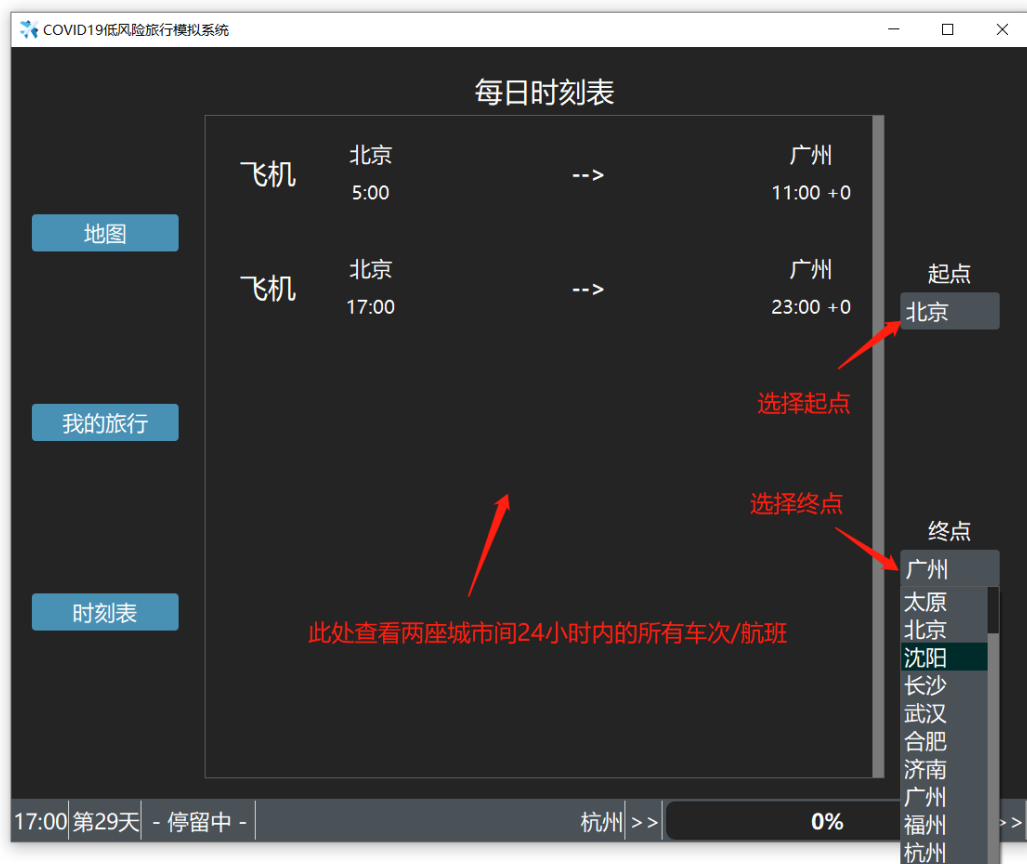 COVID19低风险旅行模拟系统
每日时刻表
飞机 北京 --> 广州
5:00 11:00 +0
飞机 北京 --> 广州
17:00 23:00 +0
地图
我的旅行
时刻表
起点
北京
选择起点
选择终点
终点
广州
太原
北京
沈阳
长沙
武汉
合肥
济南
广州
福州
杭州
此处查看两座城市间24小时内的所有车次/航班
17:00 第29天 - 停留中 - 杭州 >> 0% >>